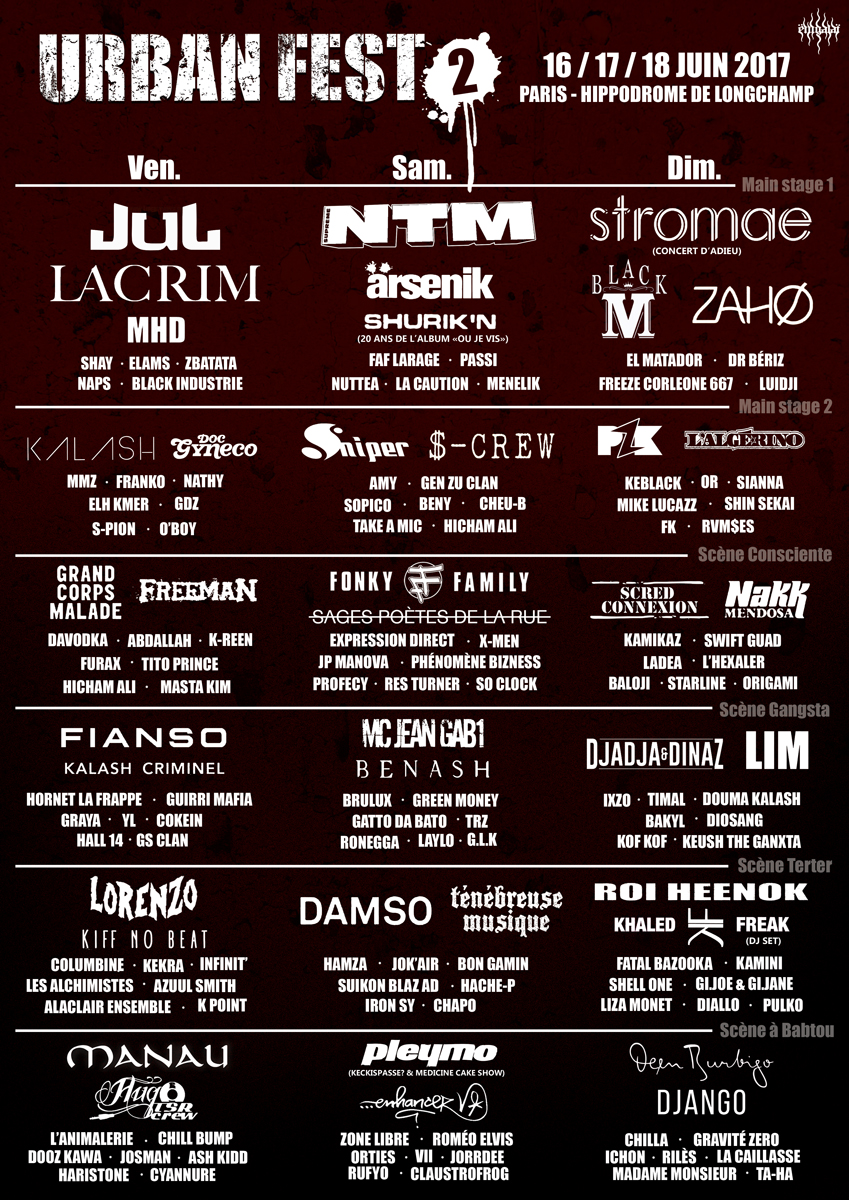 URBAN FEST 2
16 / 17 / 18 JUIN 2017
PARIS - HIPPODROME DE LONGCHAMP
Ven. Sam. Dim.
Main stage 1
JUL
LACRIM
MHD
SHAY · ELAMS · ZBATATA
NAPS · BLACK INDUSTRIE
SUPREME NTM
ärsenik
SHURIK'N
(20 ANS DE L'ALBUM «OU JE VIS»)
FAF LARAGE · PASSI
NUTTEA · LA CAUTION · MENELIK
stromae
(CONCERT D'ADIEU)
BLACK M
ZAHØ
EL MATADOR · DR BÉRIZ
FREEZE CORLEONE 667 · LUIDJI
Main stage 2
KALASH DOC GYNECO
MMZ · FRANKO · NATHY
ELH KMER · GDZ
S-PION · O'BOY
Sniper $-CREW
AMY · GEN ZU CLAN
SOPICO · BENY · CHEU-B
TAKE A MIC · HICHAM ALI
PZK L'ALGÉRINO
KEBLACK · OR · SIANNA
MIKE LUCAZZ · SHIN SEKAI
FK · RVM$ES
Scène Consciente
GRAND
CORPS
MALADE
FREEMAN
DAVODKA · ABDALLAH · K-REEN
FURAX · TITO PRINCE
HICHAM ALI · MASTA KIM
FONKY FF FAMILY
SAGES POÈTES DE LA RUE
EXPRESSION DIRECT · X-MEN
JP MANOVA · PHÉNOMÈNE BIZNESS
PROFECY · RES TURNER · SO CLOCK
SCRED
CONNEXION
NAKK
MENDOSA
KAMIKAZ · SWIFT GUAD
LADEA · L'HEXALER
BALOJI · STARLINE · ORIGAMI
Scène Gangsta
FIANSO
KALASH CRIMINEL
HORNET LA FRAPPE · GUIRRI MAFIA
GRAYA · YL · COKEIN
HALL 14 · GS CLAN
MC JEAN GAB1
BENASH
BRULUX · GREEN MONEY
GATTO DA BATO · TRZ
RONEGGA · LAYLO · G.L.K
DJADJA & DINAZ LIM
IXZO · TIMAL · DOUMA KALASH
BAKYL · DIOSANG
KOF KOF · KEUSH THE GANXTA
Scène Terter
LORENZO
KIFF NO BEAT
COLUMBINE · KEKRA · INFINIT'
LES ALCHIMISTES · AZUUL SMITH
ALACLAIR ENSEMBLE · K POINT
DAMSO
ténébreuse
musique
HAMZA · JOK'AIR · BON GAMIN
SUIKON BLAZ AD · HACHE-P
IRON SY · CHAPO
ROI HEENOK
KHALED FREAK
(DJ SET)
FATAL BAZOOKA · KAMINI
SHELL ONE · GI.JOE & GI.JANE
LIZA MONET · DIALLO · PULKO
Scène à Babtou
MANAU
Hugo
TSR
crew
L'ANIMALERIE · CHILL BUMP
DOOZ KAWA · JOSMAN · ASH KIDD
HARISTONE · CYANNURE
pleymo
(KECKISPASSE? & MEDICINE CAKE SHOW)
...enhancer
ZONE LIBRE · ROMÉO ELVIS
ORTIES · VII · JORRDEE
RUFYO · CLAUSTROFROG
Deen Burbigo
DJANGO
CHILLA · GRAVITÉ ZERO
ICHON · RILÈS · LA CAILLASSE
MADAME MONSIEUR · TA-HA